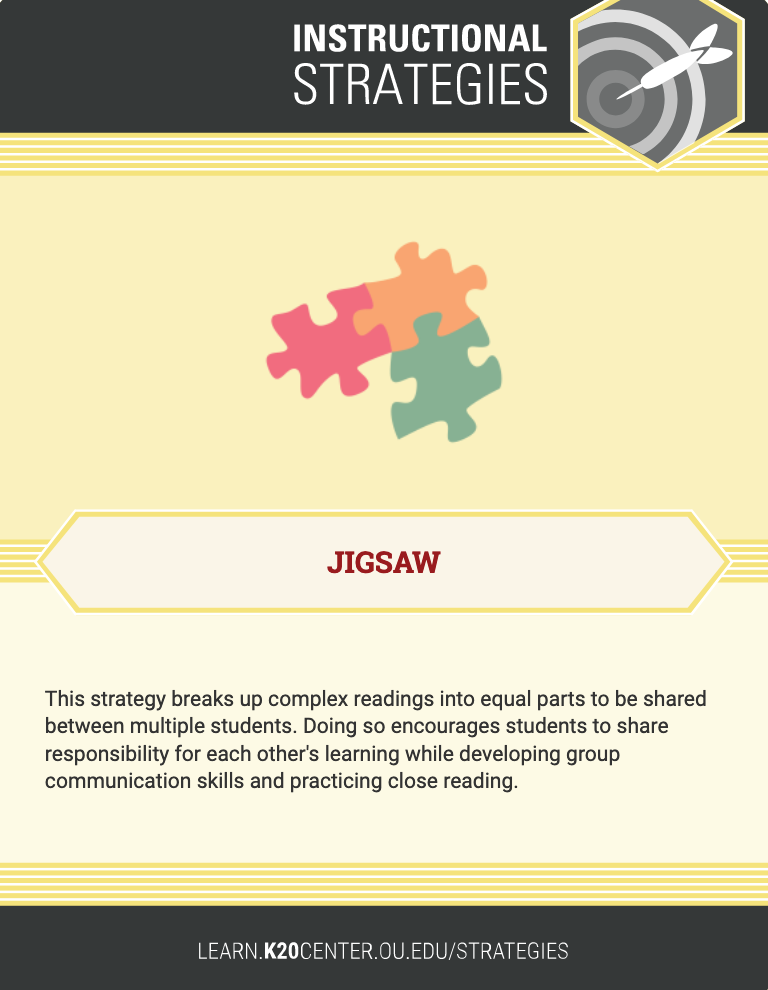 INSTRUCTIONAL
STRATEGIES
JIGSAW
This strategy breaks up complex readings into equal parts to be shared
between multiple students. Doing so encourages students to share
responsibility for each other's learning while developing group
communication skills and practicing close reading.
LEARN.K20CENTER.OU.EDU/STRATEGIES